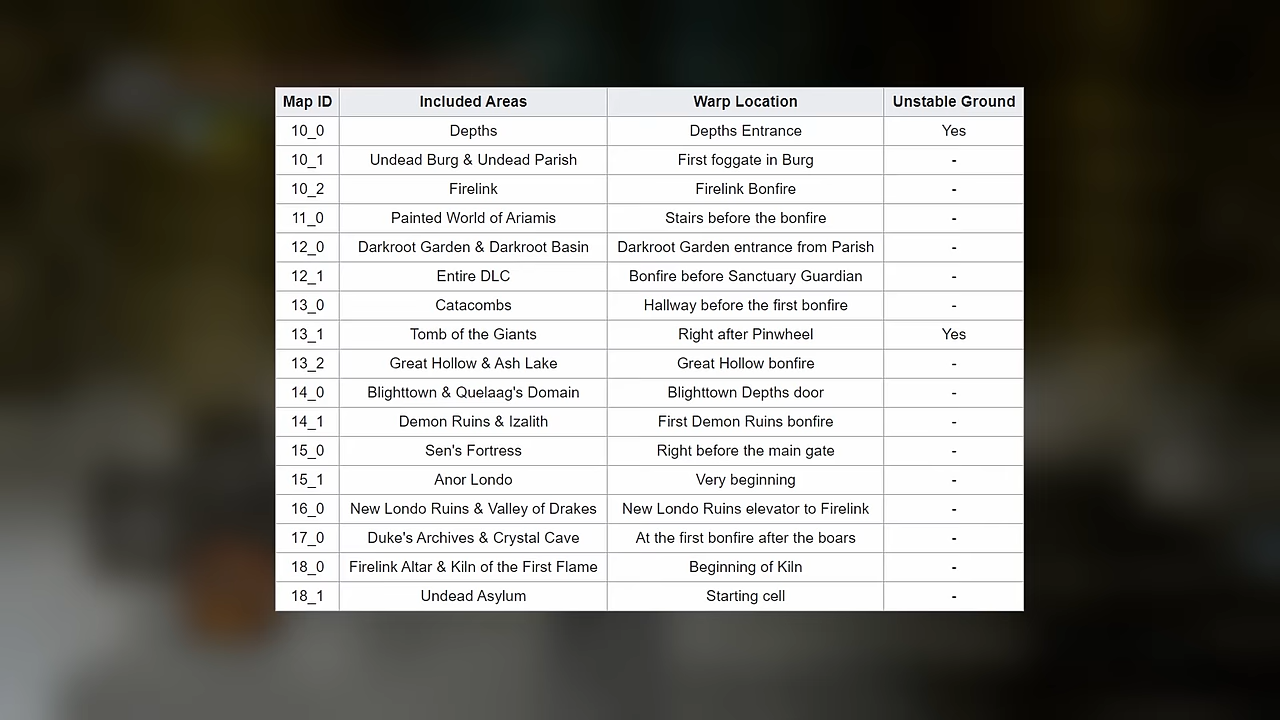 Map ID Included Areas Warp Location Unstable Ground
10_0 Depths Depths Entrance Yes
10_1 Undead Burg & Undead Parish First foggate in Burg -
10_2 Firelink Firelink Bonfire -
11_0 Painted World of Ariamis Stairs before the bonfire -
12_0 Darkroot Garden & Darkroot Basin Darkroot Garden entrance from Parish -
12_1 Entire DLC Bonfire before Sanctuary Guardian -
13_0 Catacombs Hallway before the first bonfire -
13_1 Tomb of the Giants Right after Pinwheel Yes
13_2 Great Hollow & Ash Lake Great Hollow bonfire -
14_0 Blighttown & Quelaag's Domain Blighttown Depths door -
14_1 Demon Ruins & Izalith First Demon Ruins bonfire -
15_0 Sen's Fortress Right before the main gate -
15_1 Anor Londo Very beginning -
16_0 New Londo Ruins & Valley of Drakes New Londo Ruins elevator to Firelink -
17_0 Duke's Archives & Crystal Cave At the first bonfire after the boars -
18_0 Firelink Altar & Kiln of the First Flame Beginning of Kiln -
18_1 Undead Asylum Starting cell -